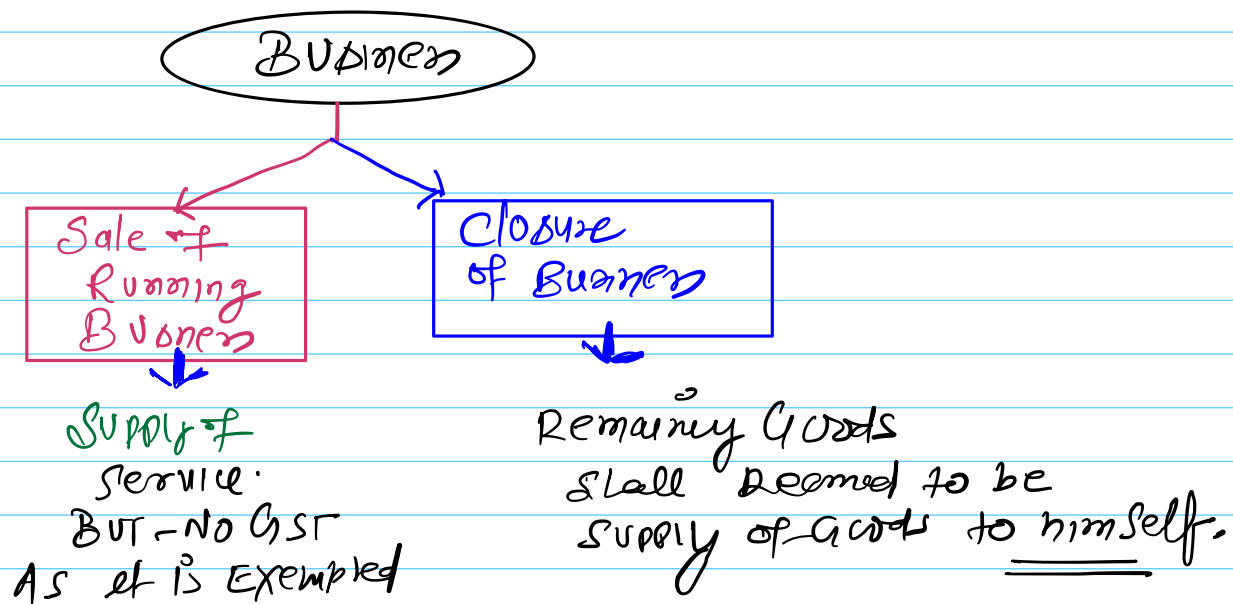 Business
Sale of
Running
Business
Closure
of Business
Supply of
Service.
BUT - NO GST
As it is Exempted
Remaining Goods
Shall Deemed to be
Supply of Goods to himself.